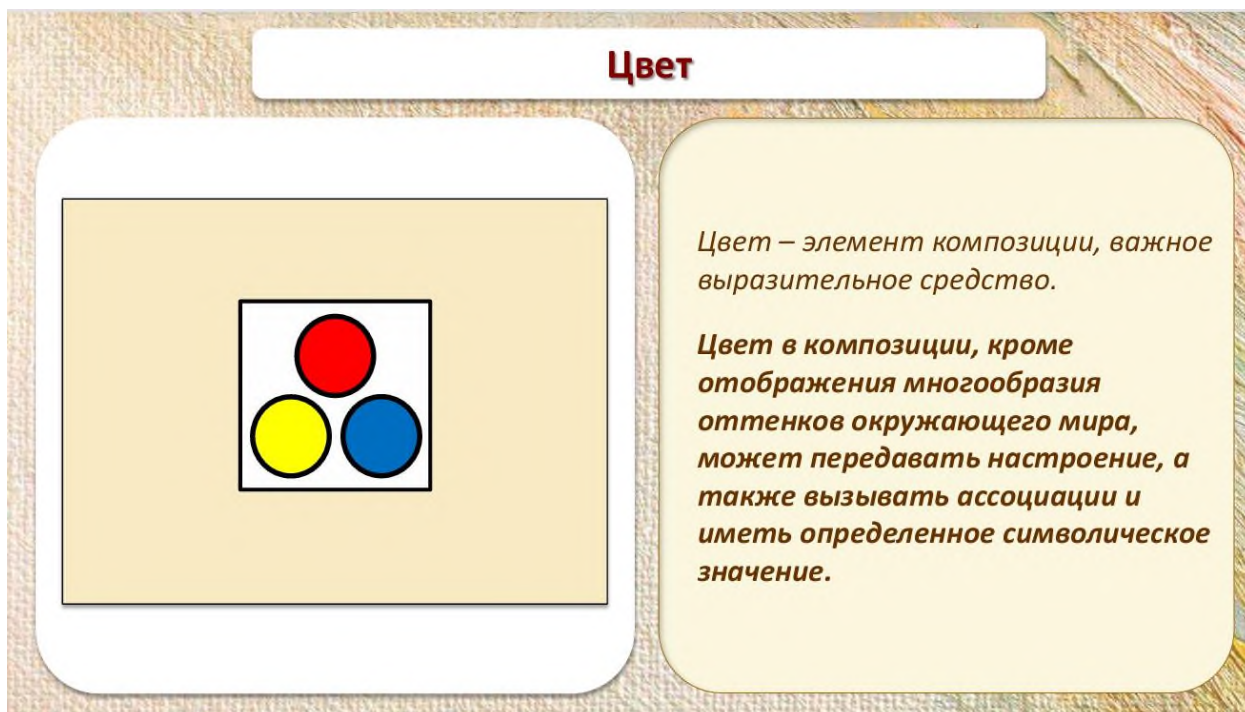 Цвет
Цвет – элемент композиции, важное
выразительное средство.
Цвет в композиции, кроме
отображения многообразия
оттенков окружающего мира,
может передавать настроение, а
также вызывать ассоциации и
иметь определенное символическое
значение.